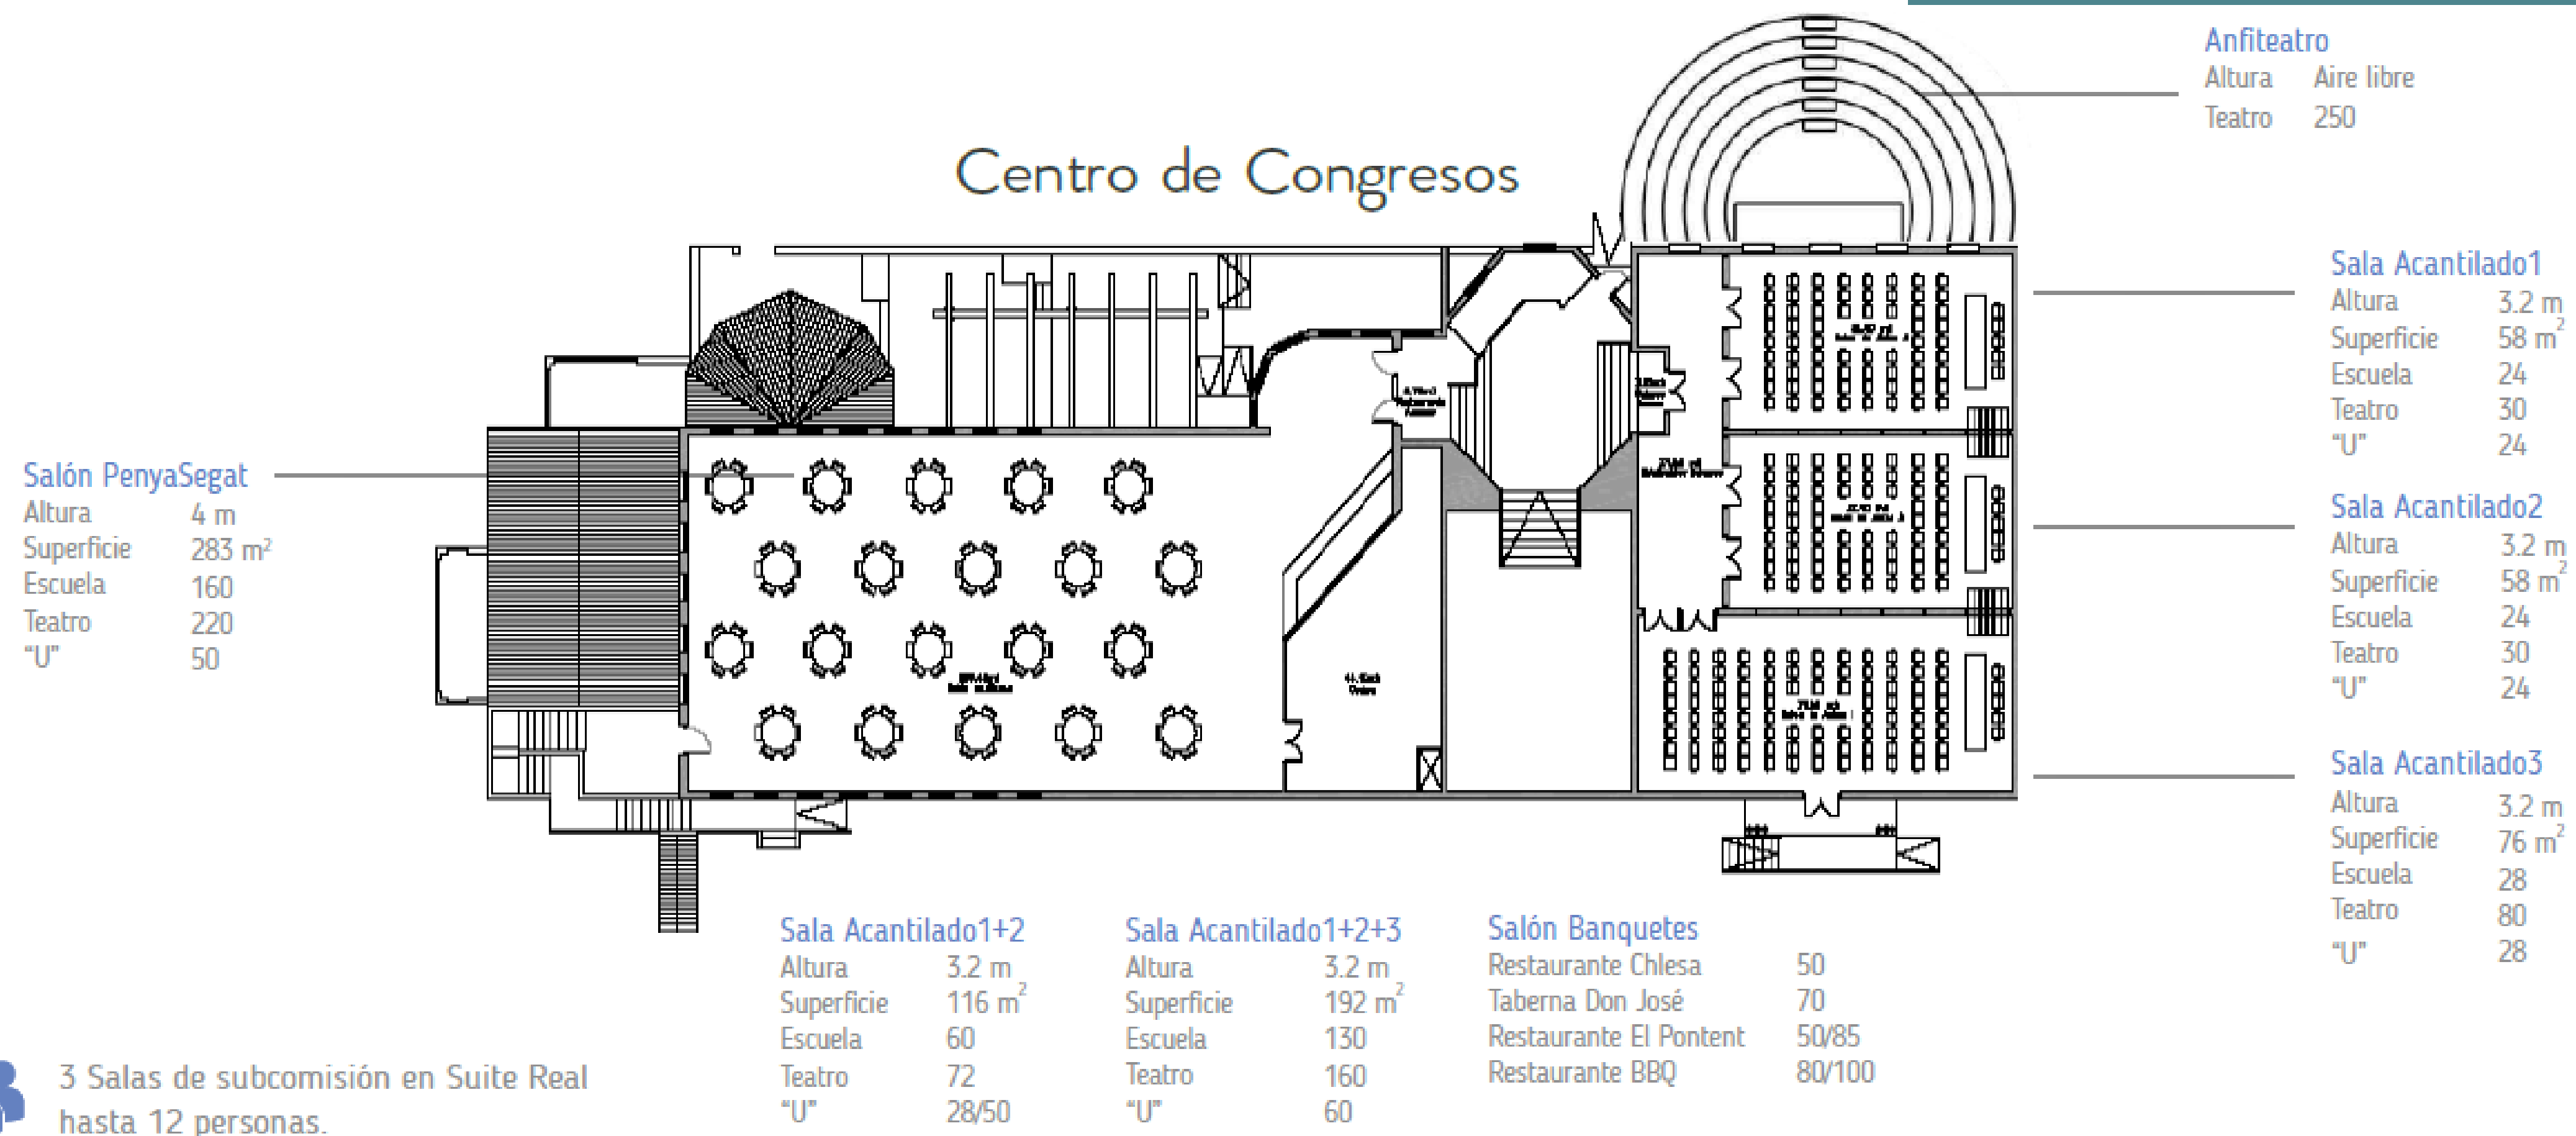 Anfiteatro
Altura Aire libre
Teatro 250
Centro de Congresos
Sala Acantilado1
Altura 3.2 m
Superficie 58 m²
Escuela 24
Teatro 30
“U” 24
Salón PenyaSegat
Altura 4 m
Superficie 283 m²
Escuela 160
Teatro 220
“U” 50
Sala Acantilado2
Altura 3.2 m
Superficie 58 m²
Escuela 24
Teatro 30
“U” 24
Sala Acantilado3
Altura 3.2 m
Superficie 76 m²
Escuela 28
Teatro 80
“U” 28
Sala Acantilado1+2
Altura 3.2 m
Superficie 116 m²
Escuela 60
Teatro 72
“U” 28/50
Sala Acantilado1+2+3
Altura 3.2 m
Superficie 192 m²
Escuela 130
Teatro 160
“U” 60
Salón Banquetes
Restaurante Chlesa 50
Taberna Don José 70
Restaurante El Pontent 50/85
Restaurante BBQ 80/100
3 Salas de subcomisión en Suite Real
hasta 12 personas.